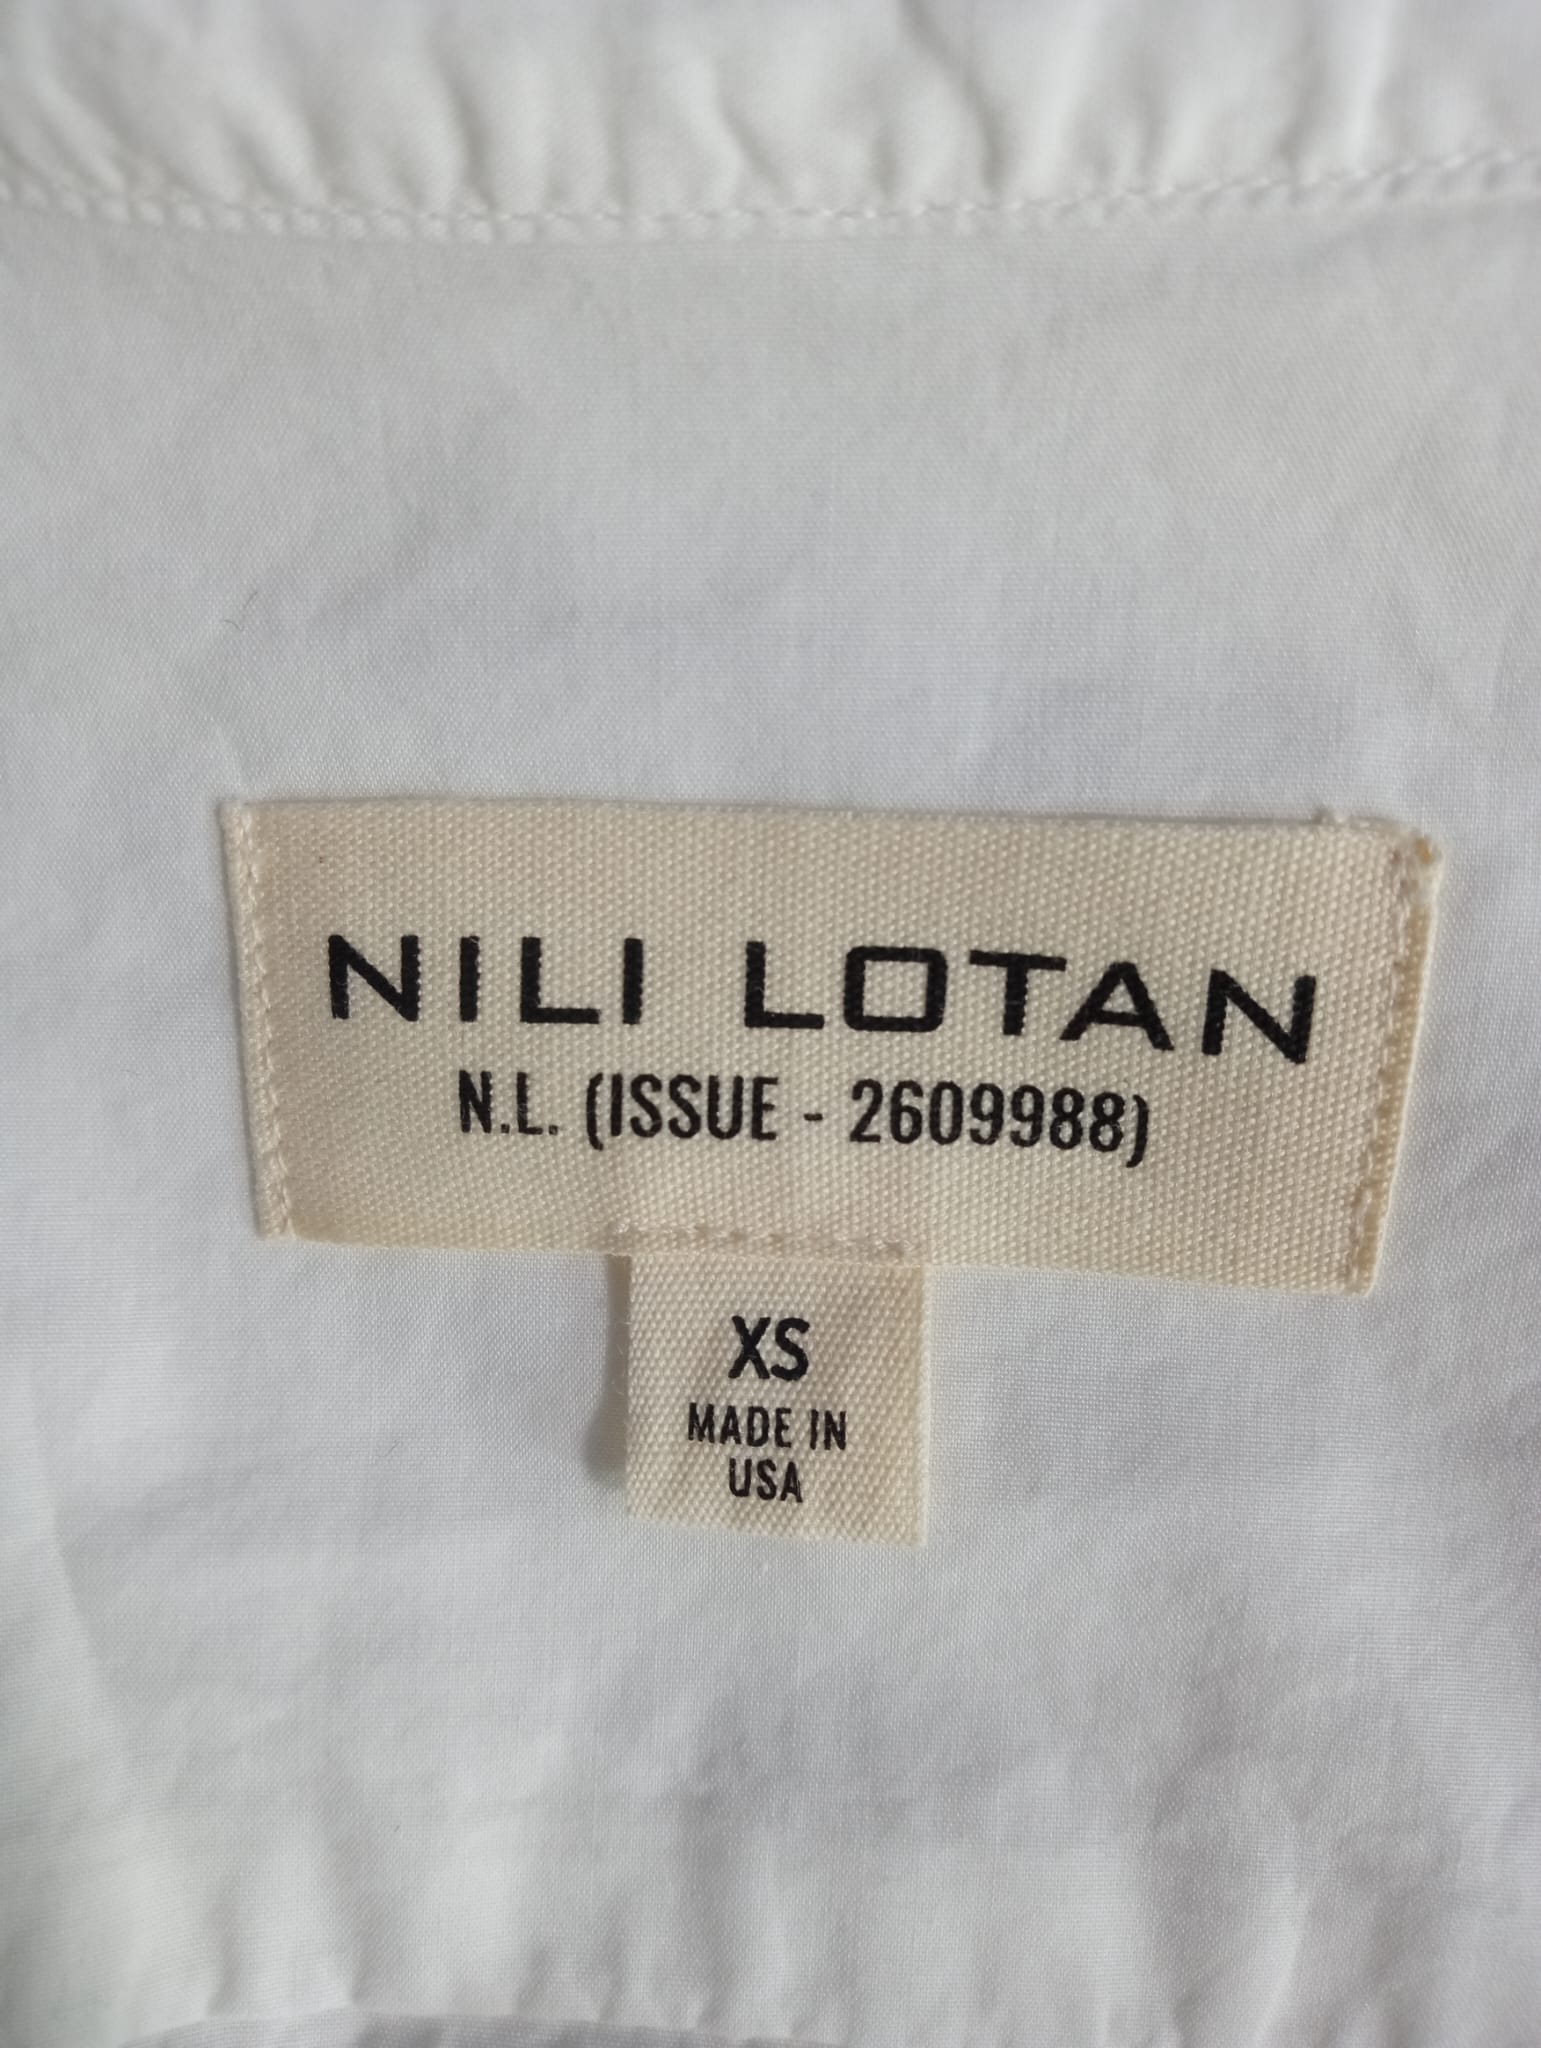 NILI LOTAN
N.L. (ISSUE - 2609988)
XS
MADE IN
USA